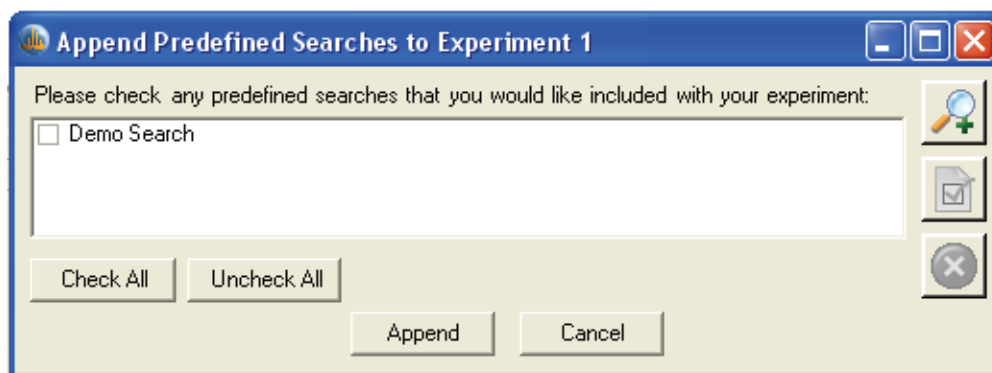 Append Predefined Searches to Experiment 1
Please check any predefined searches that you would like included with your experiment:
Demo Search
Check All Uncheck All
Append Cancel